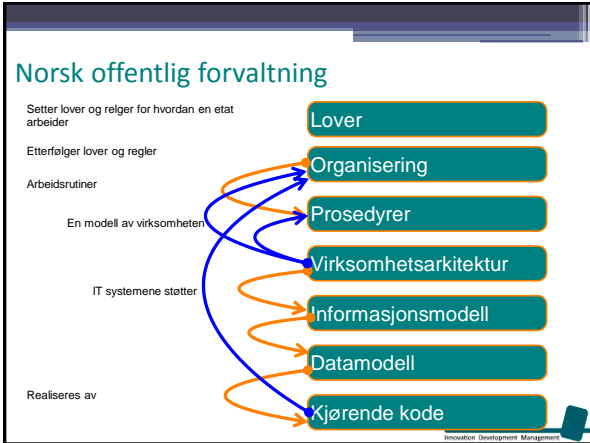 Norsk offentlig forvaltning
Setter lover og relger for hvordan en etat
arbeider
Lover
Etterfølger lover og regler
Organisering
Arbeidsrutiner
Prosedyrer
En modell av virksomheten
Virksomhetsarkitektur
IT systemene støtter
Informasjonsmodell
Datamodell
Realiseres av
Kjørende kode
Innovation Development Management